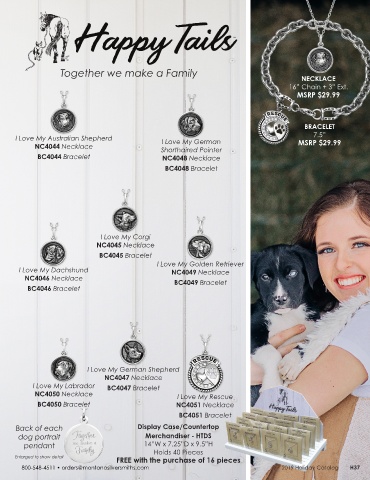 Happy Tails
Together we make a Family
NECKLACE
16" Chain + 3" Ext.
MSRP $29.99
RESCUE
BRACELET
7.5"
MSRP $29.99
I Love My Australian Shepherd
NC4044 Necklace
BC4044 Bracelet
I Love My German
Shorthaired Pointer
NC4048 Necklace
BC4048 Bracelet
I Love My Corgi
NC4045 Necklace
BC4045 Bracelet
I Love My Dachshund
NC4046 Necklace
BC4046 Bracelet
I Love My Golden Retriever
NC4049 Necklace
BC4049 Bracelet
I Love My German Shepherd
NC4047 Necklace
BC4047 Bracelet
I Love My Labrador
NC4050 Necklace
BC4050 Bracelet
RESCUE
I Love My Rescue
NC4051 Necklace
BC4051 Bracelet
Back of each
dog portrait
pendant
Enlarged to show detail
Together
Family
Display Case/Countertop
Merchandiser - HTDS
14"W x 7.25"D x 9.5"H
Holds 40 Pieces
FREE with the purchase of 16 pieces
Happy Tails
800-548-4511 • orders@montanasilversmiths.com
Holiday Catalog H37